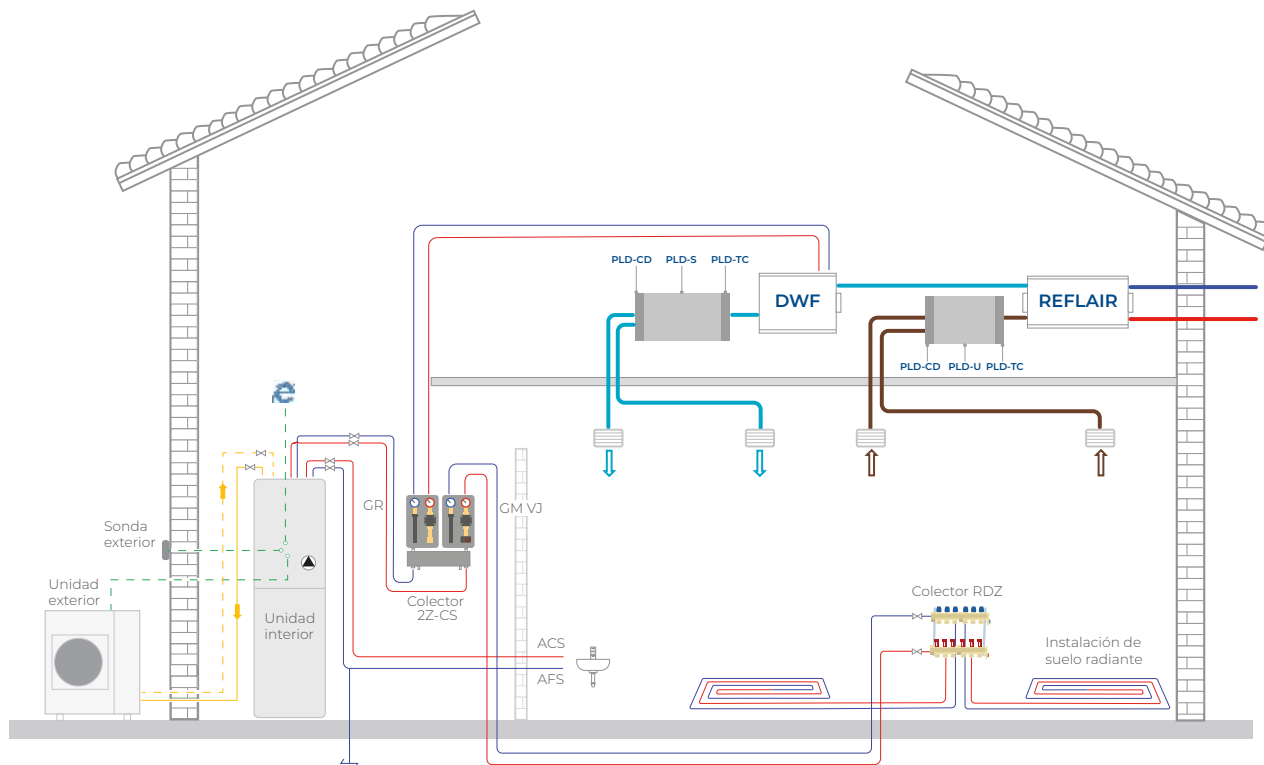 PLD-CD PLD-S PLD-TC
DWF
REFLAIR
PLD-CD PLD-U PLD-TC
GR
GM VJ
Sonda
exterior
Unidad
exterior
Unidad
interior
Colector
2Z-CS
Colector RDZ
ACS
AFS
Instalación de
suelo radiante